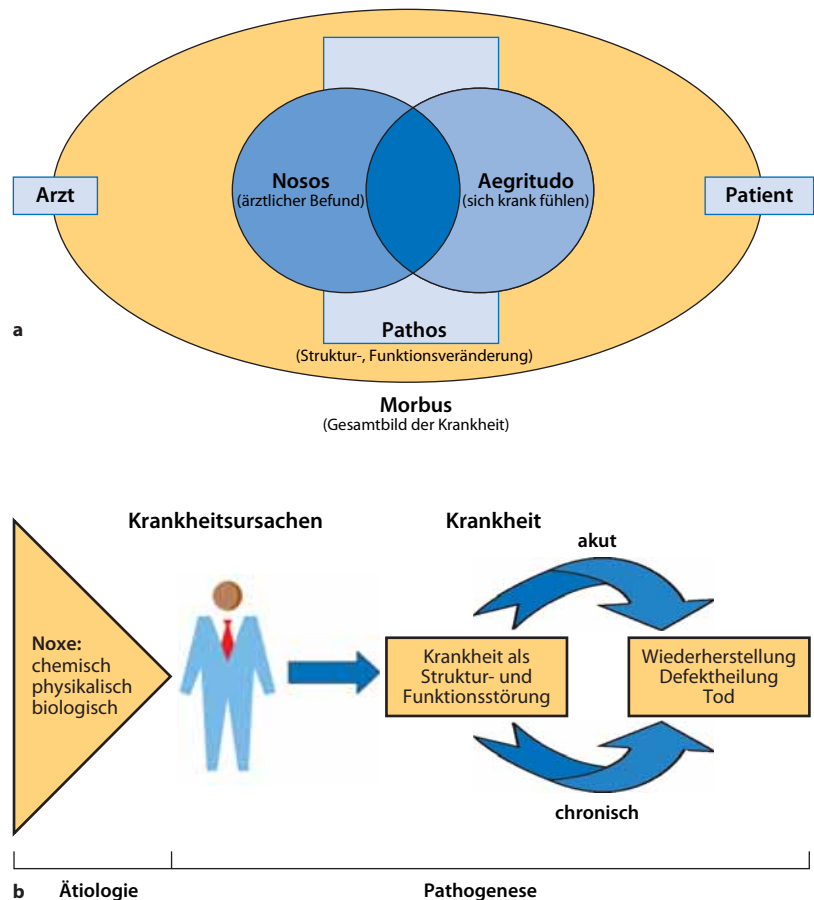 Arzt
Nosos
(ärztlicher Befund)
Aegritudo
(sich krank fühlen)
Patient
a
Pathos
(Struktur-, Funktionsveränderung)
Morbus
(Gesamtbild der Krankheit)
Krankheitsursachen
Krankheit
akut
Noxe:
chemisch
physikalisch
biologisch
Krankheit als
Struktur- und
Funktionsstörung
Wiederherstellung
Defektheilung
Tod
chronisch
b
Ätiologie
Pathogenese